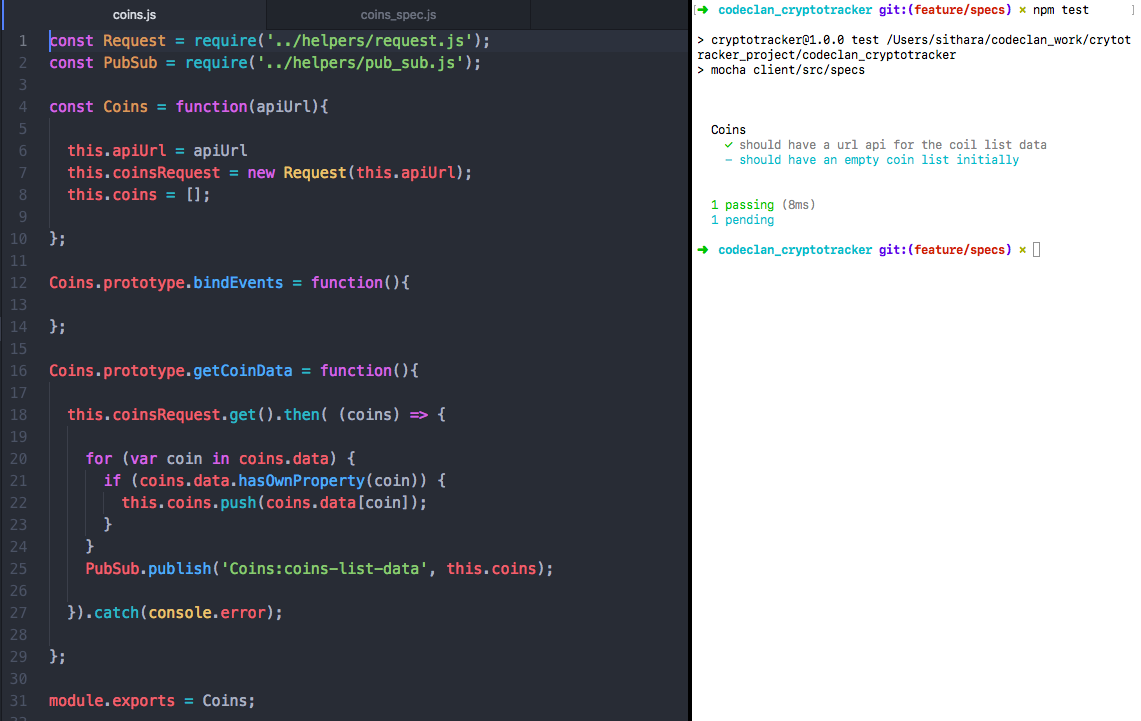 coins.js
coins_spec.js
1 const Request = require('../helpers/request.js');
2 const PubSub = require('../helpers/pub_sub.js');
3
4 const Coins = function(apiUrl){
5
6 this.apiUrl = apiUrl
7 this.coinsRequest = new Request(this.apiUrl);
8 this.coins = [];
9
10 };
11
12 Coins.prototype.bindEvents = function(){
13
14 };
15
16 Coins.prototype.getCoinData = function(){
17
18 this.coinsRequest.get().then( (coins) => {
19
20 for (var coin in coins.data) {
21 if (coins.data.hasOwnProperty(coin)) {
22 this.coins.push(coins.data[coin]);
23 }
24 }
25 PubSub.publish('Coins:coins-list-data', this.coins);
26
27 }).catch(console.error);
28
29 };
30
31 module.exports = Coins;
[➜ codeclan_cryptotracker git:(feature/specs) × npm test ]
> cryptotracker@1.0.0 test /Users/sithara/codeclan_work/crytot
racker_project/codeclan_cryptotracker
> mocha client/src/specs
Coins
✓ should have a url api for the coil list data
- should have an empty coin list initially
1 passing (8ms)
1 pending
➜ codeclan_cryptotracker git:(feature/specs) ×